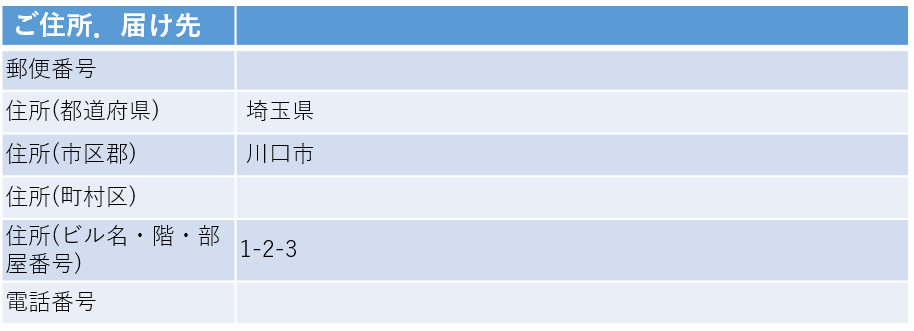 ご住所．届け先
郵便番号
住所(都道府県) 埼玉県
住所(市区郡) 川口市
住所(町村区)
住所(ビル名・階・部
屋番号) 1-2-3
電話番号